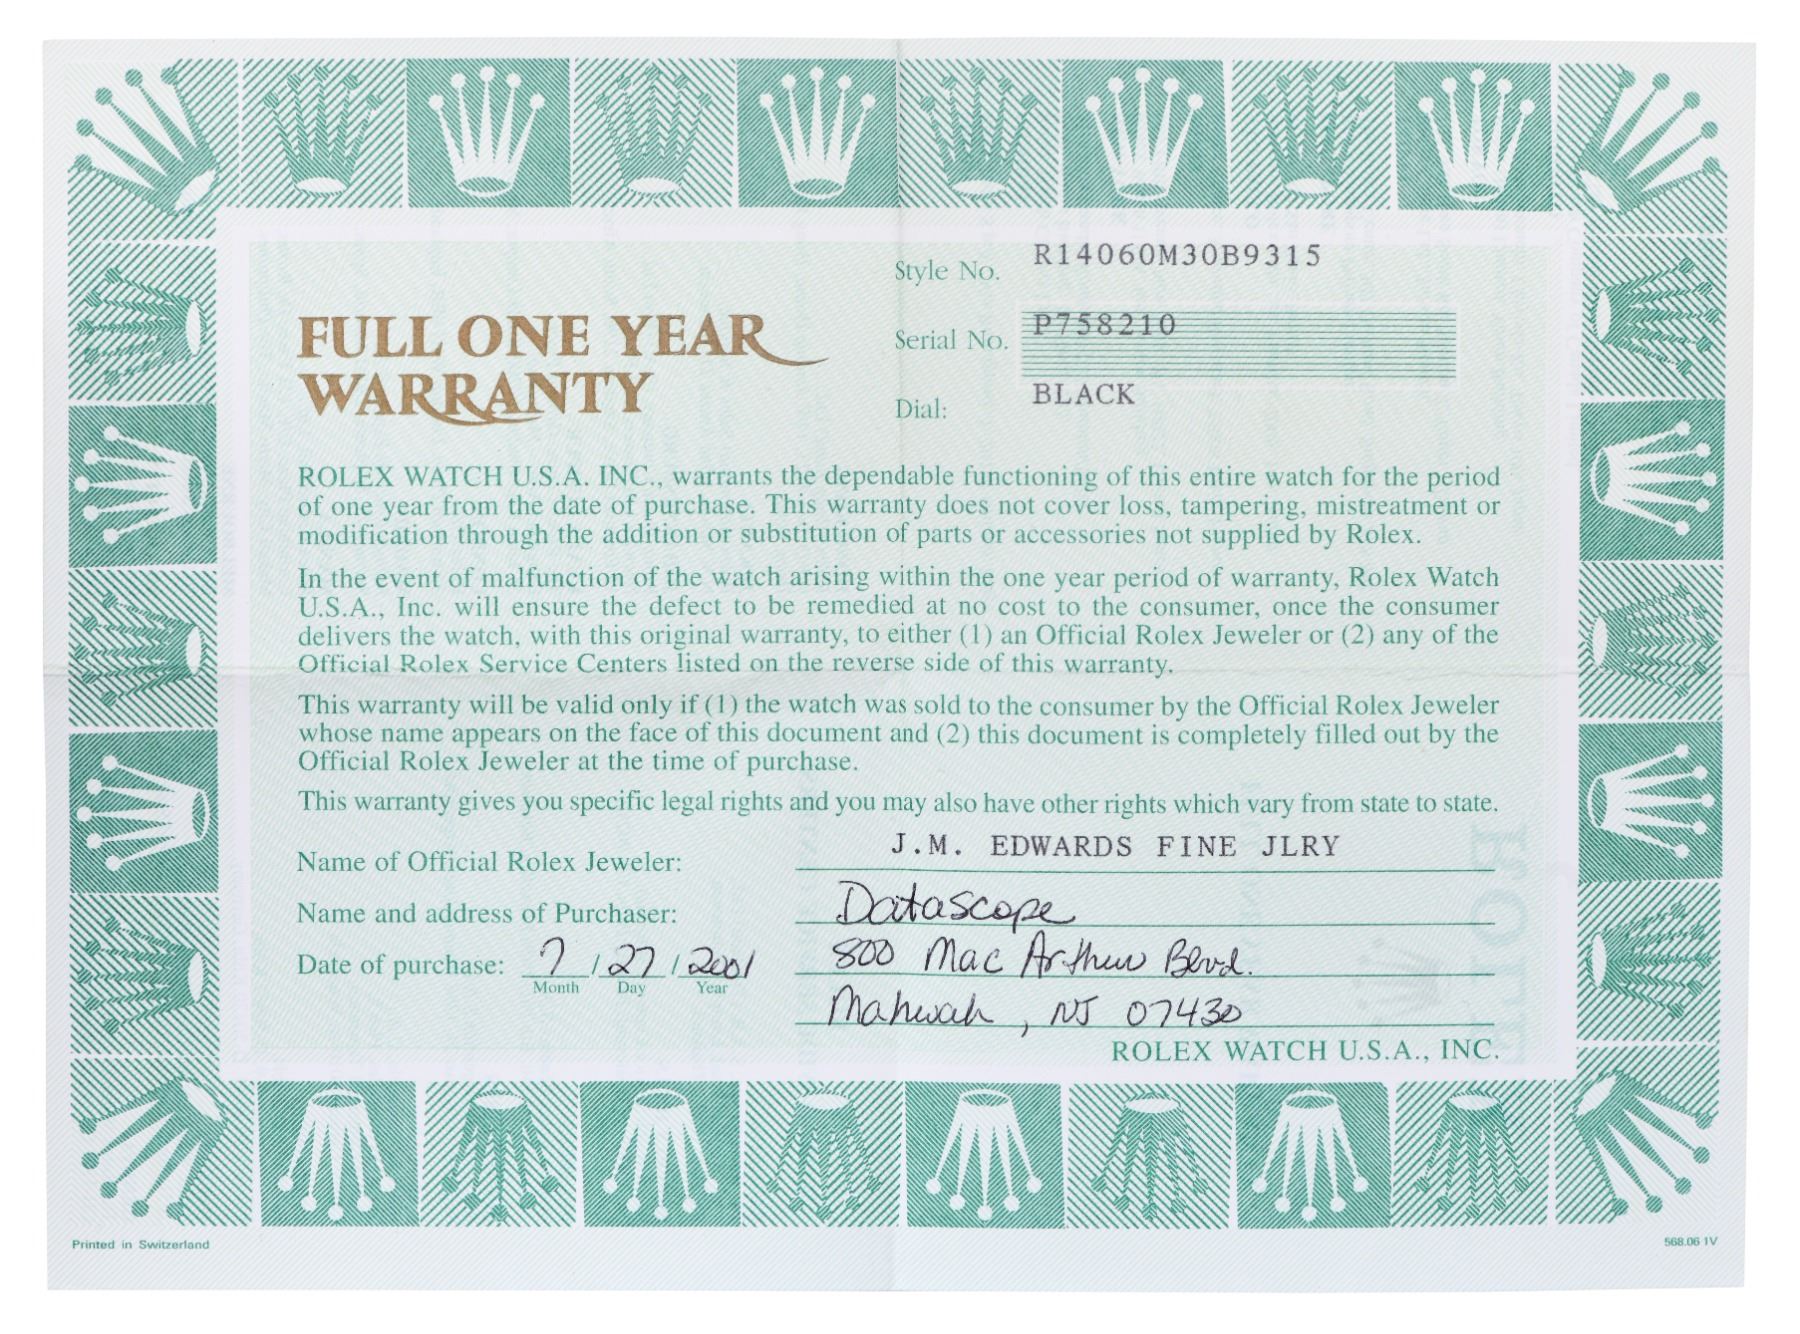 Style No. R14060M30B9315
FULL ONE YEAR
WARRANTY
Serial No. P758210
Dial: BLACK
ROLEX WATCH U.S.A. INC., warrants the dependable functioning of this entire watch for the period
of one year from the date of purchase. This warranty does not cover loss, tampering, mistreatment or
modification through the addition or substitution of parts or accessories not supplied by Rolex.
In the event of malfunction of the watch arising within the one year period of warranty, Rolex Watch
U.S.A., Inc. will ensure the defect to be remedied at no cost to the consumer, once the consumer
delivers the watch, with this original warranty, to either (1) an Official Rolex Jeweler or (2) any of the
Official Rolex Service Centers listed on the reverse side of this warranty.
This warranty will be valid only if (1) the watch was sold to the consumer by the Official Rolex Jeweler
whose name appears on the face of this document and (2) this document is completely filled out by the
Official Rolex Jeweler at the time of purchase.
This warranty gives you specific legal rights and you may also have other rights which vary from state to state.
Name of Official Rolex Jeweler: J.M. EDWARDS FINE JLRY
Name and address of Purchaser: Datascope
Date of purchase: 7 / 27 / 2001 800 Mac Arthur Blvd.
Month Day Year
Mahwah, NJ 07430
ROLEX WATCH U.S.A., INC.
Printed in Switzerland
568.06 1V